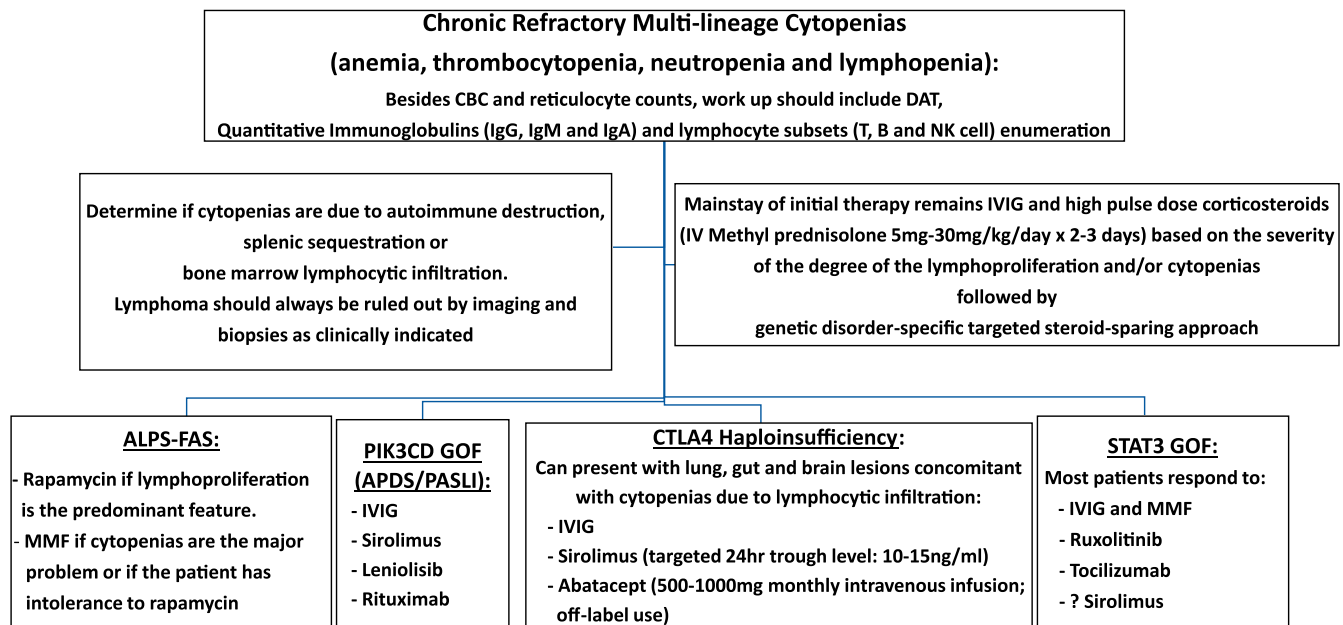 Chronic Refractory Multi-lineage Cytopenias
(anemia, thrombocytopenia, neutropenia and lymphopenia):
Besides CBC and reticulocyte counts, work up should include DAT,
Quantitative Immunoglobulins (IgG, IgM and IgA) and lymphocyte subsets (T, B and NK cell) enumeration
Determine if cytopenias are due to autoimmune destruction,
splenic sequestration or
bone marrow lymphocytic infiltration.
Lymphoma should always be ruled out by imaging and
biopsies as clinically indicated
Mainstay of initial therapy remains IVIG and high pulse dose corticosteroids
(IV Methyl prednisolone 5mg-30mg/kg/day x 2-3 days) based on the severity
of the degree of the lymphoproliferation and/or cytopenias
followed by
genetic disorder-specific targeted steroid-sparing approach
ALPS-FAS:
- Rapamycin if lymphoproliferation
is the predominant feature.
- MMF if cytopenias are the major
problem or if the patient has
intolerance to rapamycin
PIK3CD GOF
(APDS/PASLI):
- IVIG
- Sirolimus
- Leniolisib
- Rituximab
CTLA4 Haploinsufficiency:
Can present with lung, gut and brain lesions concomitant
with cytopenias due to lymphocytic infiltration:
- IVIG
- Sirolimus (targeted 24hr trough level: 10-15ng/ml)
- Abatacept (500-1000mg monthly intravenous infusion;
off-label use)
STAT3 GOF:
Most patients respond to:
- IVIG and MMF
- Ruxolitinib
- Tocilizumab
- ? Sirolimus